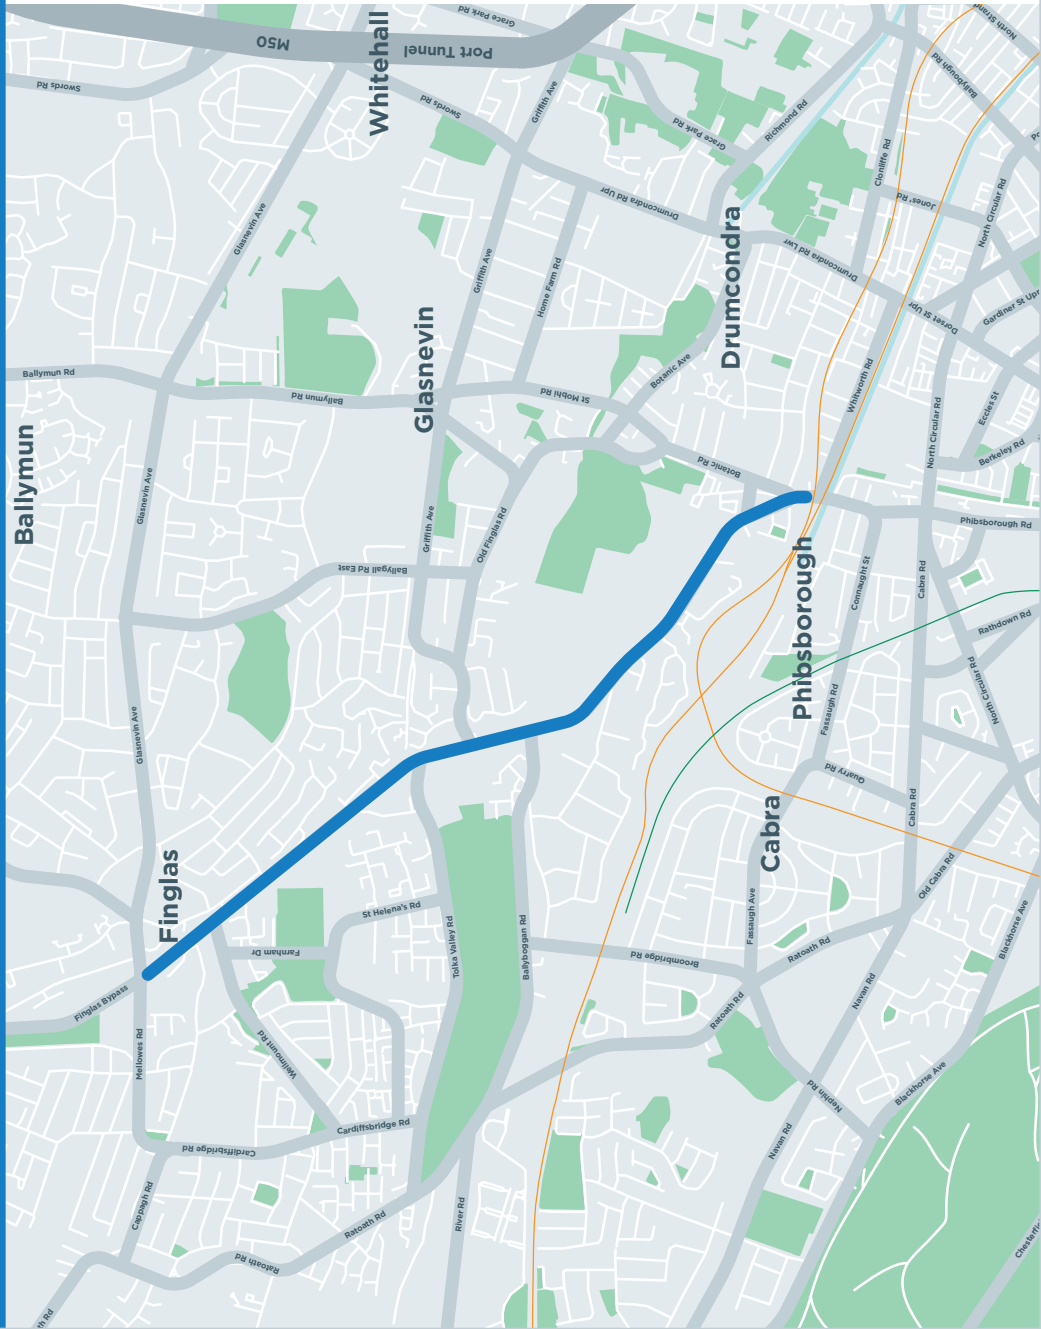 Grace Park Rd
North Strand
M50
Port Tunnel
Whitehall
Swords Rd
Swords Rd
Griffith Ave
Ballybough Rd
Grace Park Rd
Richmond Rd
Clonliffe Rd
Jones' Rd
North Circular Rd
Drumcondra Rd Upr
Glasnevin Ave
Drumcondra
Drumcondra Rd Lwr
Griffith Ave
Home Farm Rd
Gardiner St Upr
Dorset St Upr
Glasnevin
Ballymun Rd
Botanic Ave
Whitworth Rd
Ballymun Rd
St Mobhi Rd
Eccles St
North Circular Rd
Ballymun
Berkeley Rd
Botanic Rd
Glasnevin Ave
Griffith Ave
Old Finglas Rd
Phibsborough Rd
Phibsborough
Ballygall Rd East
Connaught St
Cabra Rd
Rathdown Rd
North Circular Rd
Fassaugh Rd
Glasnevin Ave
Quarry Rd
Cabra
Cabra Rd
Finglas
Old Cabra Rd
St Helena's Rd
Fassaugh Ave
Blackhorse Ave
Tolka Valley Rd
Ballyboggan Rd
Farnham Dr
Broombridge Rd
Ratoath Rd
Finglas Bypass
Navan Rd
Ratoath Rd
Mellowes Rd
Wellmount Rd
Blackhorse Ave
Nephin Rd
Cardiffsbridge Rd
Cardiffsbridge Rd
Navan Rd
Cappagh Rd
Ratoath Rd
River Rd
Ratoath Rd